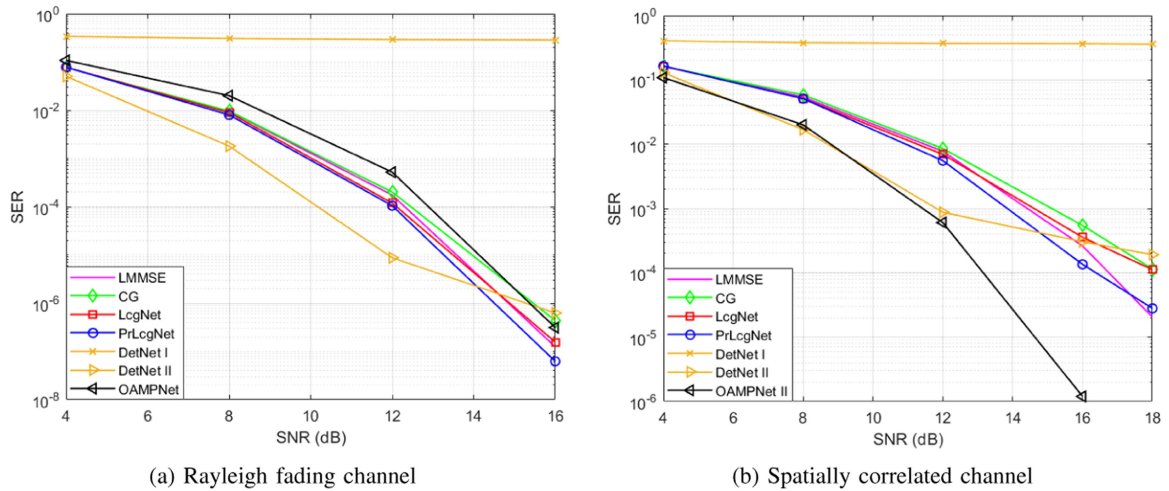 10^0
10^-2
10^-4
10^-6
10^-8
SER
LMMSE
CG
LcgNet
PrLcgNet
DetNet I
DetNet II
OAMPNet
4 6 8 10 12 14 16
SNR (dB)
(a) Rayleigh fading channel
10^0
10^-1
10^-2
10^-3
10^-4
10^-5
10^-6
SER
LMMSE
CG
LcgNet
PrLcgNet
DetNet I
DetNet II
OAMPNet II
4 6 8 10 12 14 16 18
SNR (dB)
(b) Spatially correlated channel